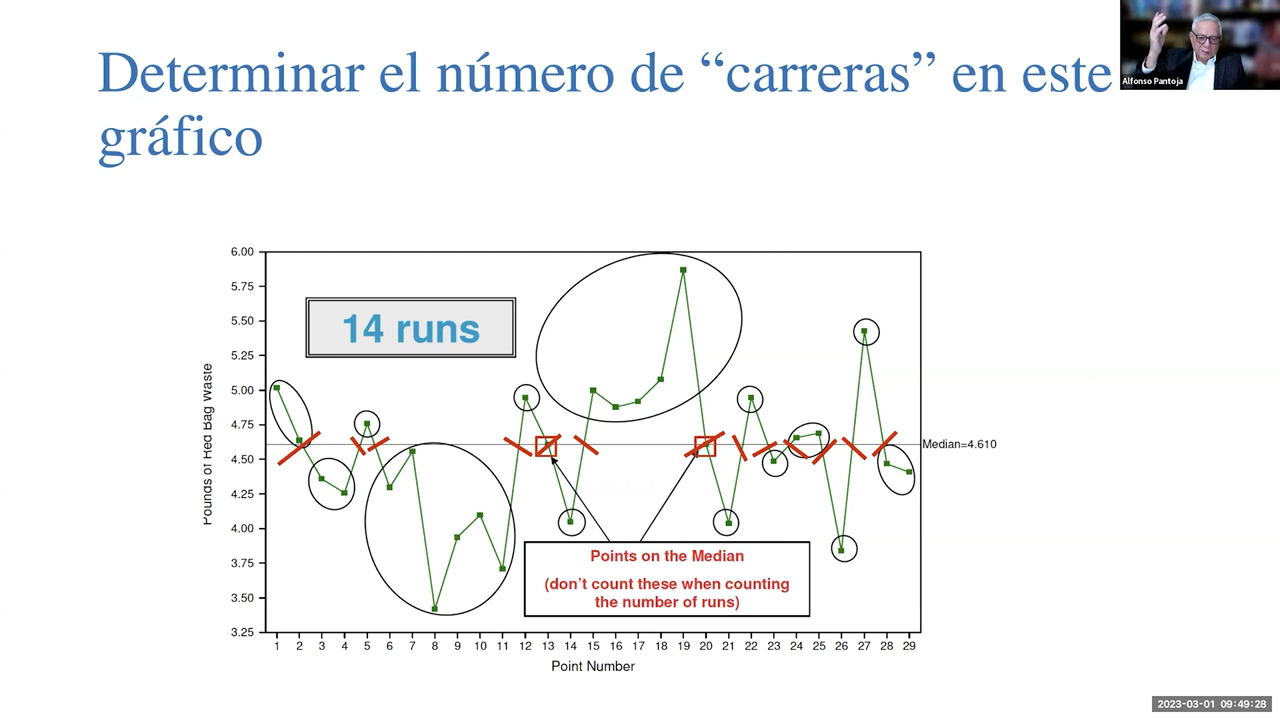 Determinar el número de “carreras” en este
gráfico
Alfonso Pantoja
14 runs
Pounds of Red Bag Waste
6.00
5.75
5.50
5.25
5.00
4.75
4.50
4.25
4.00
3.75
3.50
3.25
Median=4.610
Points on the Median
(don’t count these when counting
the number of runs)
1 2 3 4 5 6 7 8 9 10 11 12 13 14 15 16 17 18 19 20 21 22 23 24 25 26 27 28 29
Point Number
2023-03-01 09:49:28